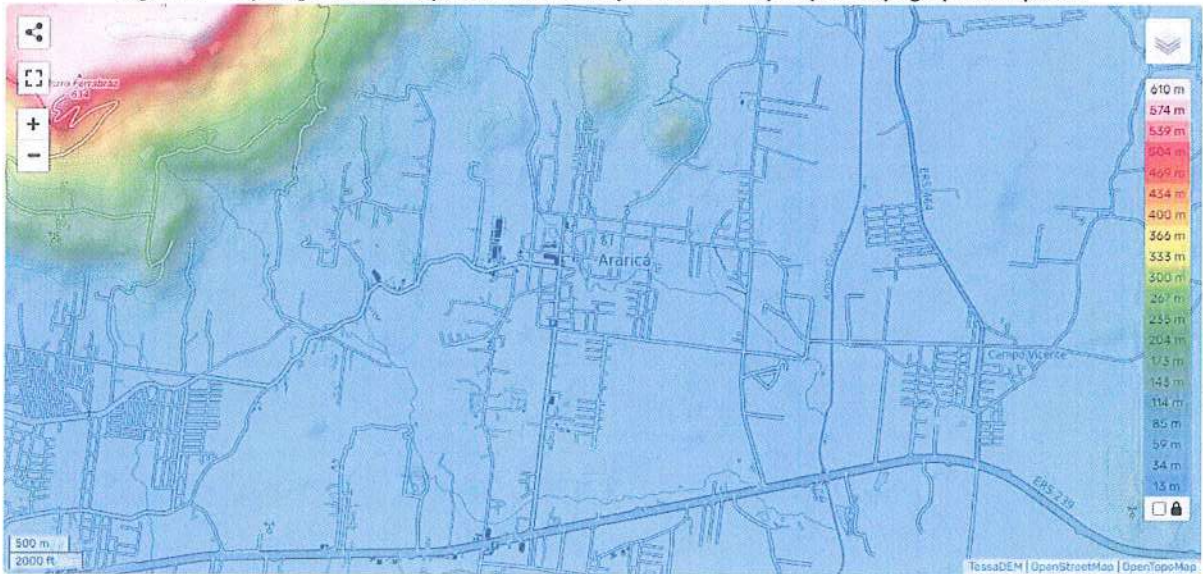 Morro Ferrabraz
614
+
−
Araricá
ERS 239
Campo Vicente
610 m
574 m
539 m
504 m
469 m
434 m
400 m
366 m
333 m
300 m
267 m
235 m
204 m
173 m
143 m
114 m
85 m
59 m
34 m
13 m
500 m
2000 ft
TessaDEM | OpenStreetMap | OpenTopoMap